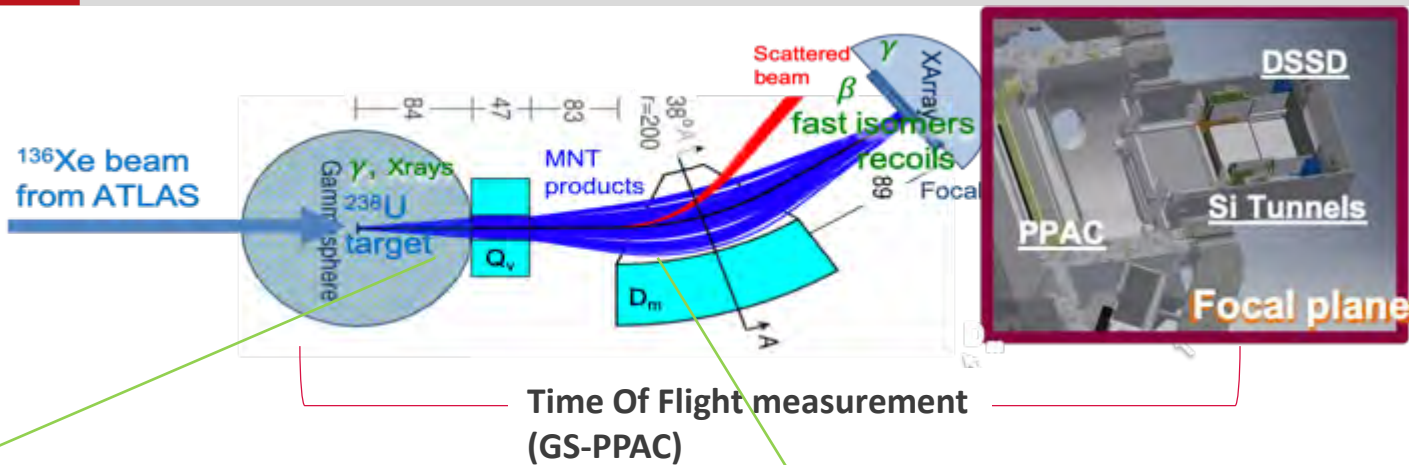 136Xe beam
from ATLAS
Gammasphere
γ, Xrays
238U
target
84
47
83
Qv
MNT
products
Scattered
beam
38°
r=200
A
Dm
A
γ
β
XArray
fast isomers
recoils
89
Focal
DSSD
Si Tunnels
PPAC
Focal plane
Time Of Flight measurement
(GS-PPAC)